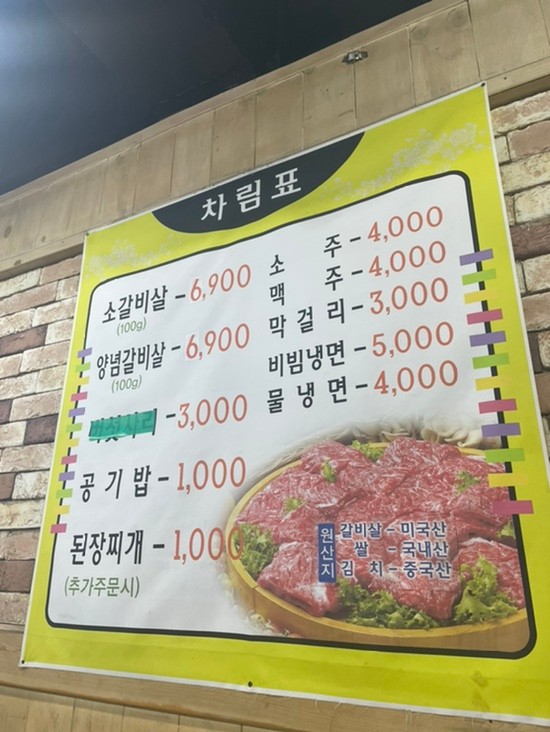 차림표
소갈비살 - 6,900
(100g)
양념갈비살 - 6,900
(100g)
버섯사리 - 3,000
공기밥 - 1,000
된장찌개 - 1,000
(추가주문시)
소 주 - 4,000
맥 주 - 4,000
막걸리 - 3,000
비빔냉면 - 5,000
물냉면 - 4,000
원산지
갈비살 - 미국산
쌀 - 국내산
김 치 - 중국산